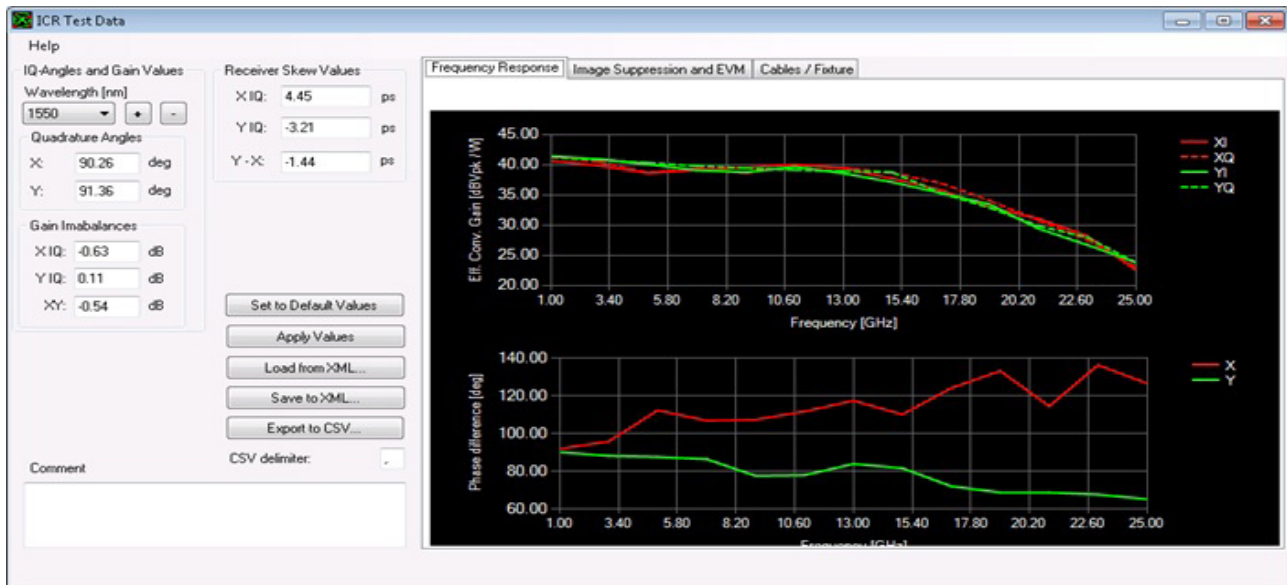 ICR Test Data
Help
IQ-Angles and Gain Values
Wavelength [nm]
1550
+
-
Quadrature Angles
X: 90.26 deg
Y: 91.36 deg
Gain Imabalances
X IQ: -0.63 dB
Y IQ: 0.11 dB
XY: -0.54 dB
Receiver Skew Values
X IQ: 4.45 ps
Y IQ: -3.21 ps
Y - X: -1.44 ps
Set to Default Values
Apply Values
Load from XML...
Save to XML...
Export to CSV...
CSV delimiter:
Comment
Frequency Response
Image Suppression and EVM
Cables / Fixture
Eff. Conv. Gain [dBVpk / W]
45.00
40.00
35.00
30.00
25.00
20.00
1.00 3.40 5.80 8.20 10.60 13.00 15.40 17.80 20.20 22.60 25.00
Frequency [GHz]
XI
XQ
YI
YQ
Phase difference [deg]
140.00
120.00
100.00
80.00
60.00
1.00 3.40 5.80 8.20 10.60 13.00 15.40 17.80 20.20 22.60 25.00
Frequency [GHz]
X
Y